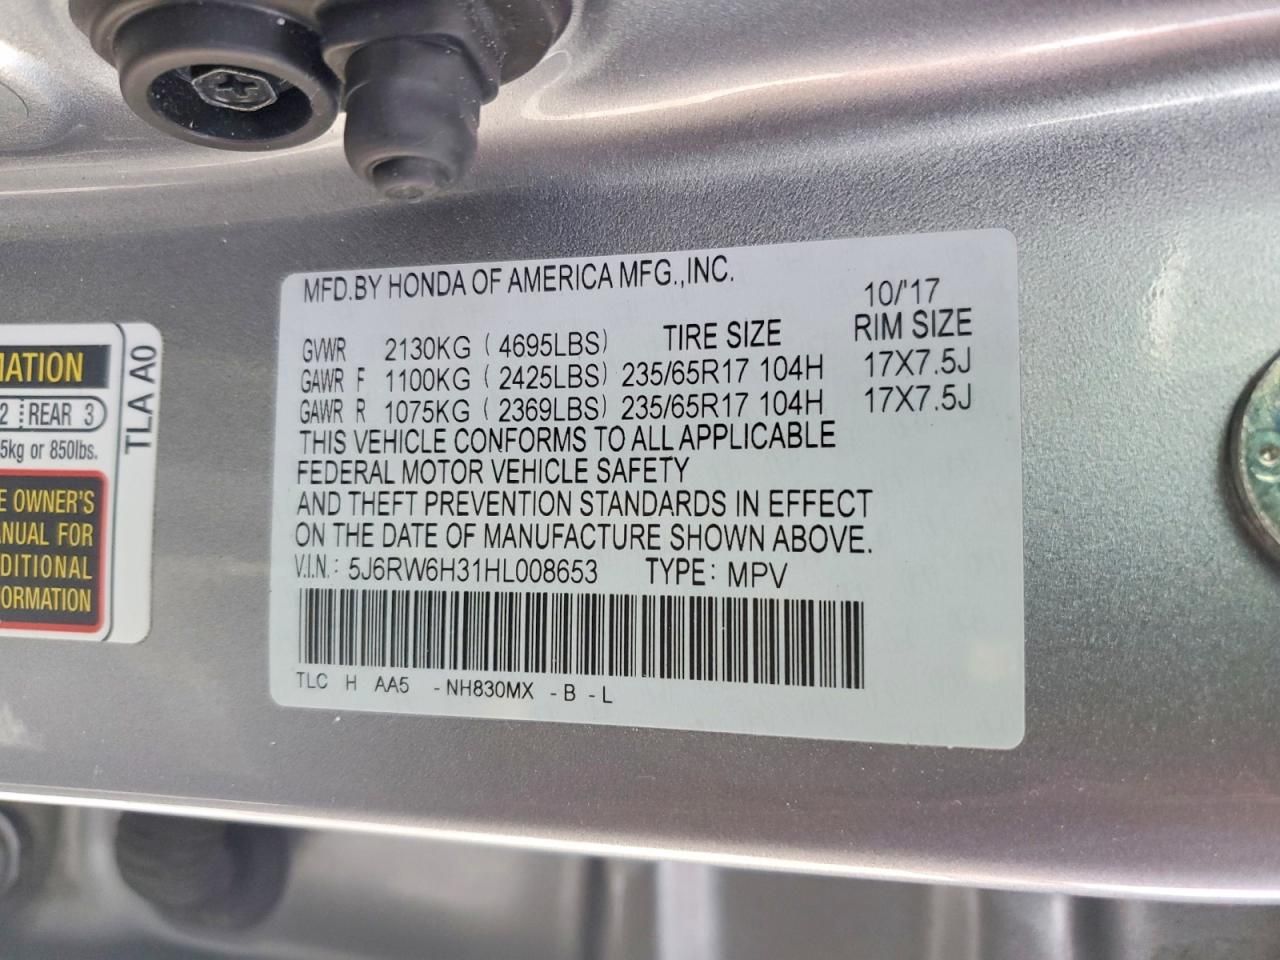 MFD.BY HONDA OF AMERICA MFG.,INC. 10/'17
GVWR 2130KG ( 4695LBS) TIRE SIZE RIM SIZE
GAWR F 1100KG ( 2425LBS) 235/65R17 104H 17X7.5J
GAWR R 1075KG ( 2369LBS) 235/65R17 104H 17X7.5J
THIS VEHICLE CONFORMS TO ALL APPLICABLE
FEDERAL MOTOR VEHICLE SAFETY
AND THEFT PREVENTION STANDARDS IN EFFECT
ON THE DATE OF MANUFACTURE SHOWN ABOVE.
V.I.N.: 5J6RW6H31HL008653 TYPE: MPV
TLC H AA5 -NH830MX -B -L
MATION
2 REAR 3
5kg or 850lbs.
E OWNER'S
NUAL FOR
DITIONAL
ORMATION
TLA A0